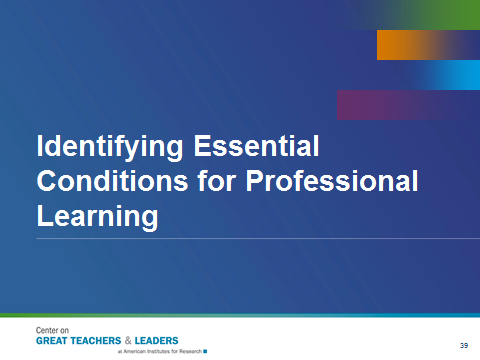 Identifying Essential
Conditions for Professional
Learning
Center on
GREAT TEACHERS & LEADERS
at American Institutes for Research
39